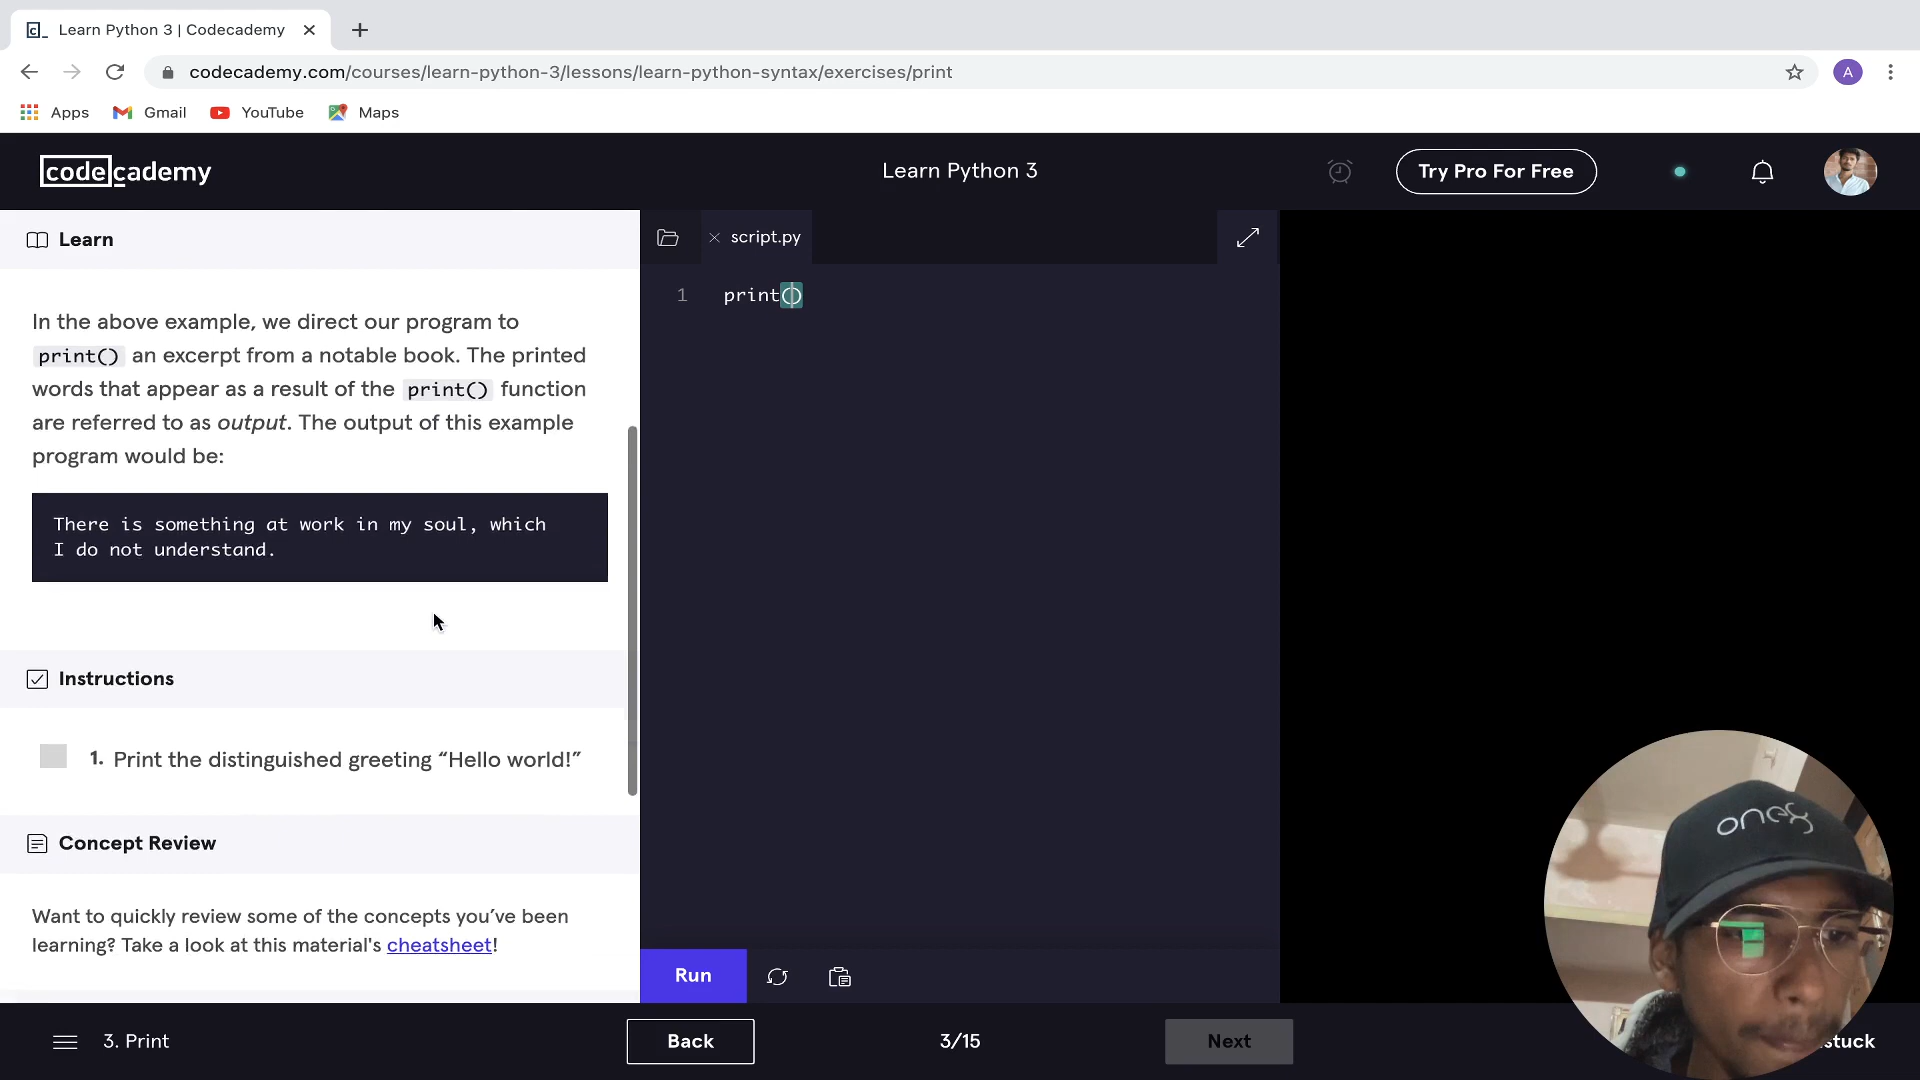 Learn Python 3 | Codecademy
codecademy.com/courses/learn-python-3/lessons/learn-python-syntax/exercises/print
A
Apps Gmail YouTube Maps
codecademy
Learn Python 3
Try Pro For Free
Learn
script.py
In the above example, we direct our program to
print() an excerpt from a notable book. The printed
words that appear as a result of the print() function
are referred to as output. The output of this example
program would be:
There is something at work in my soul, which
I do not understand.
Instructions
1. Print the distinguished greeting “Hello world!”
Concept Review
Want to quickly review some of the concepts you’ve been
learning? Take a look at this material's cheatsheet!
1 print()
Run
3. Print
Back
3/15
Next
stuck